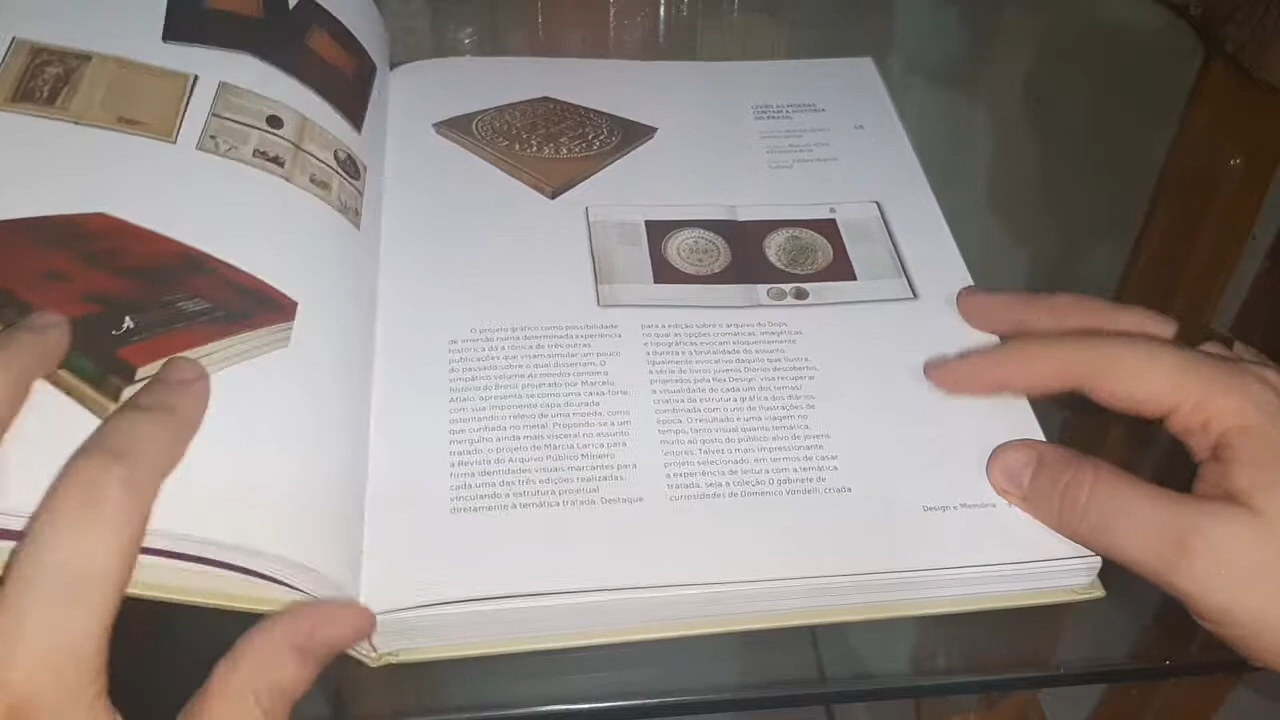 LIVRO AS MOEDAS
CONTAM A HISTÓRIA
DO BRASIL
O projeto gráfico como possibilidade
de imersão numa determinada experiência
histórica dá a tônica de três outras
publicações que visam simular um pouco
do passado sobre o qual dissertam. O
simpático volume As moedas contam a
história do Brasil, projetado por Marcelo
Aflalo, apresenta-se como uma caixa-forte,
com sua imponente capa dourada
ostentando o relevo de uma moeda, como
que cunhada no metal. Propondo-se a um
mergulho ainda mais visceral no assunto
tratado, o projeto de Márcia Larica para
a Revista do Arquivo Público Mineiro
firma identidades visuais marcantes para
cada uma das três edições realizadas,
vinculando a estrutura projetual
diretamente à temática tratada. Destaque
para a edição sobre o arquivo do Dops
no qual as opções cromáticas, imagéticas
e tipográficas evocam eloquentemente
a dureza e a brutalidade do assunto.
Igualmente evocativo daquilo que ilustra,
a série de livros juvenis Diários descobertos,
projetados pela Rex Design, visa recuperar
a visualidade de cada um dos temas/
criativa da estrutura gráfica dos diários
combinada com o uso de ilustrações de
época. O resultado é uma viagem no
tempo, tanto visual quanto temática,
muito ao gosto do público-alvo de jovens
leitores. Talvez o mais impressionante
projeto selecionado, em termos de casar
a experiência de leitura com a temática
tratada, seja a coleção O gabinete de
curiosidades de Domenico Vandelli, criada
Design e Memória